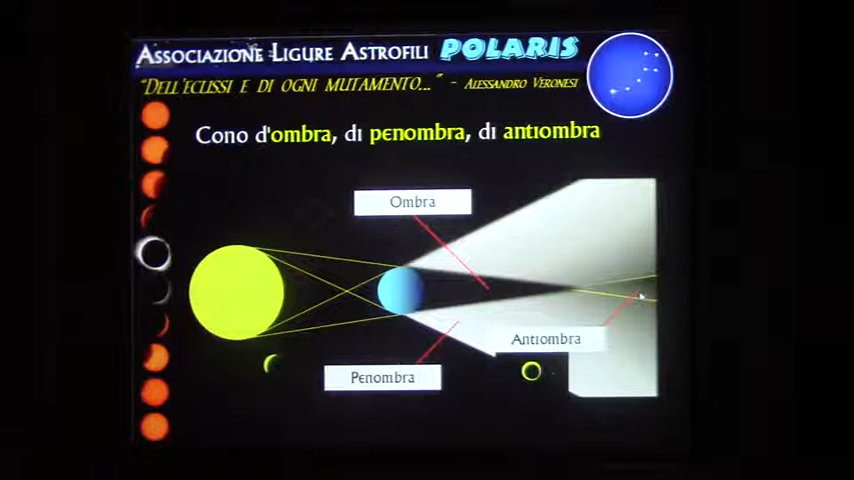 Associazione Ligure Astrofili POLARIS
"Dell'eclissi e di ogni mutamento..." - Alessandro Veronesi
Cono d'ombra, di penombra, di antiombra
Ombra
Antiombra
Penombra